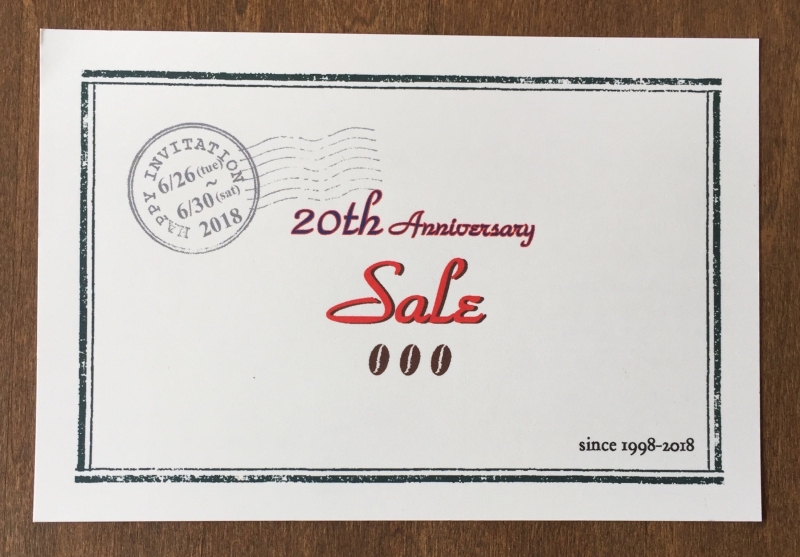 HAPPY INVITATION
6/26(tue)
~
6/30(sat)
2018
20th Anniversary
Sale
since 1998-2018